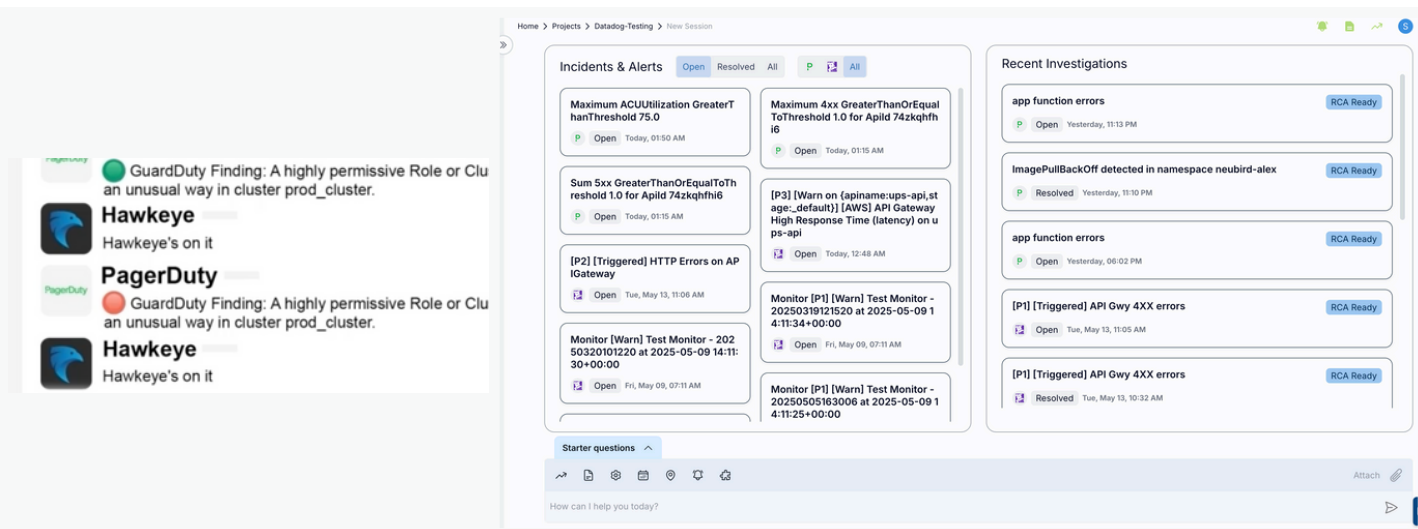 PagerDuty
GuardDuty Finding: A highly permissive Role or Clu
an unusual way in cluster prod_cluster.
Hawkeye
Hawkeye's on it
PagerDuty
PagerDuty
GuardDuty Finding: A highly permissive Role or Clu
an unusual way in cluster prod_cluster.
Hawkeye
Hawkeye's on it
Home > Projects > Datadog-Testing > New Session
S
Incidents & Alerts
Open Resolved All
P All
Maximum ACUUtilization GreaterT
hanThreshold 75.0
P Open Today, 01:50 AM
Sum 5xx GreaterThanOrEqualToTh
reshold 1.0 for ApiId 74zkqhfhi6
P Open Today, 01:15 AM
[P2] [Triggered] HTTP Errors on AP
IGateway
Open Tue, May 13, 11:06 AM
Monitor [Warn] Test Monitor - 202
50320101220 at 2025-05-09 14:11:
30+00:00
Open Fri, May 09, 07:11 AM
Maximum 4xx GreaterThanOrEqual
ToThreshold 1.0 for ApiId 74zkqhfh
i6
P Open Today, 01:15 AM
[P3] [Warn on {apiname:ups-api,st
age:_default}] [AWS] API Gateway
High Response Time (latency) on u
ps-api
Open Today, 12:48 AM
Monitor [P1] [Warn] Test Monitor -
20250319121520 at 2025-05-09 1
4:11:34+00:00
Open Fri, May 09, 07:11 AM
Monitor [P1] [Warn] Test Monitor -
20250505163006 at 2025-05-09 1
4:11:25+00:00
Recent Investigations
app function errors
RCA Ready
P Open Yesterday, 11:13 PM
ImagePullBackOff detected in namespace neubird-alex
RCA Ready
P Resolved Yesterday, 11:10 PM
app function errors
RCA Ready
P Open Yesterday, 06:02 PM
[P1] [Triggered] API Gwy 4XX errors
RCA Ready
Open Tue, May 13, 11:05 AM
[P1] [Triggered] API Gwy 4XX errors
RCA Ready
Resolved Tue, May 13, 10:32 AM
Starter questions
Attach
How can I help you today?